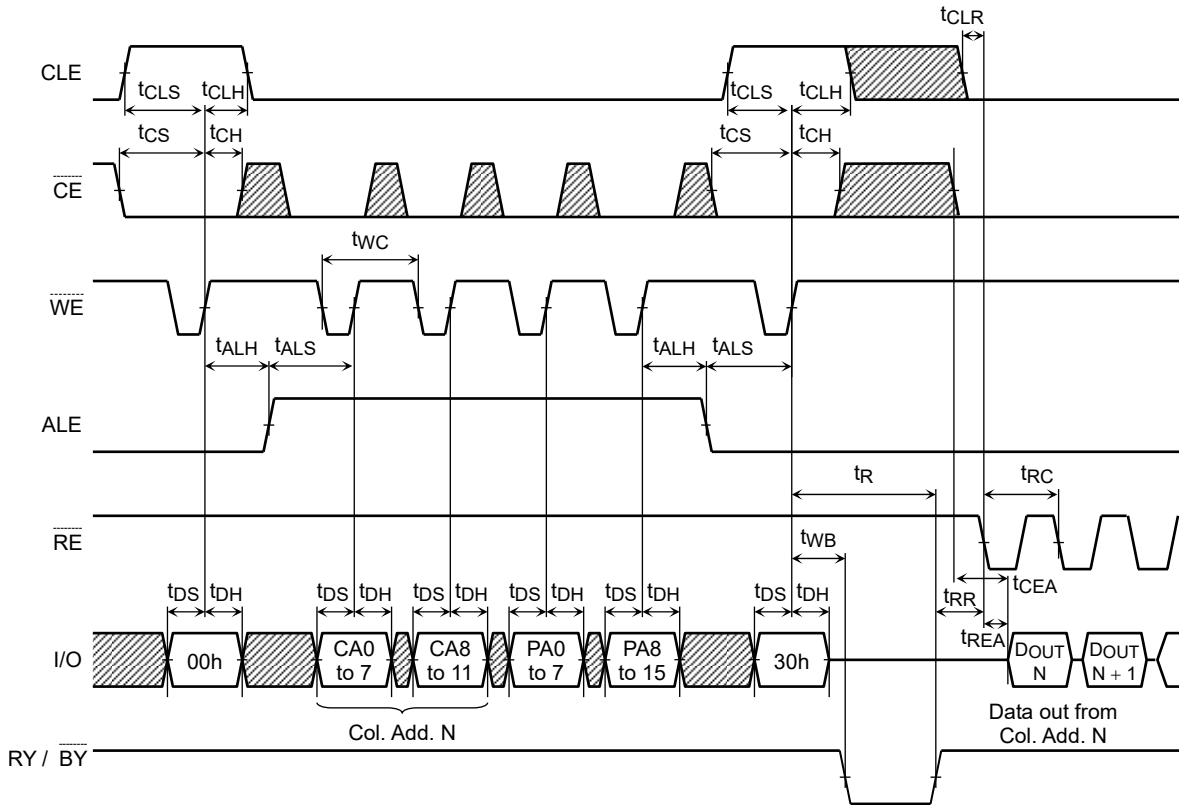 tCLR
CLE
tCLS tCLH tCLS tCLH
tCS tCH tCS tCH
CE
tWC
WE
tALH tALS tALH tALS
ALE
tR tRC
RE
tWB
tDS tDH tDS tDH tDS tDH tDS tDH tDS tDH tDS tDH tRR tCEA
tREA
I/O 00h CA0 to 7 CA8 to 11 PA0 to 7 PA8 to 15 30h DOUT N DOUT N + 1
Col. Add. N
Data out from
Col. Add. N
RY / BY